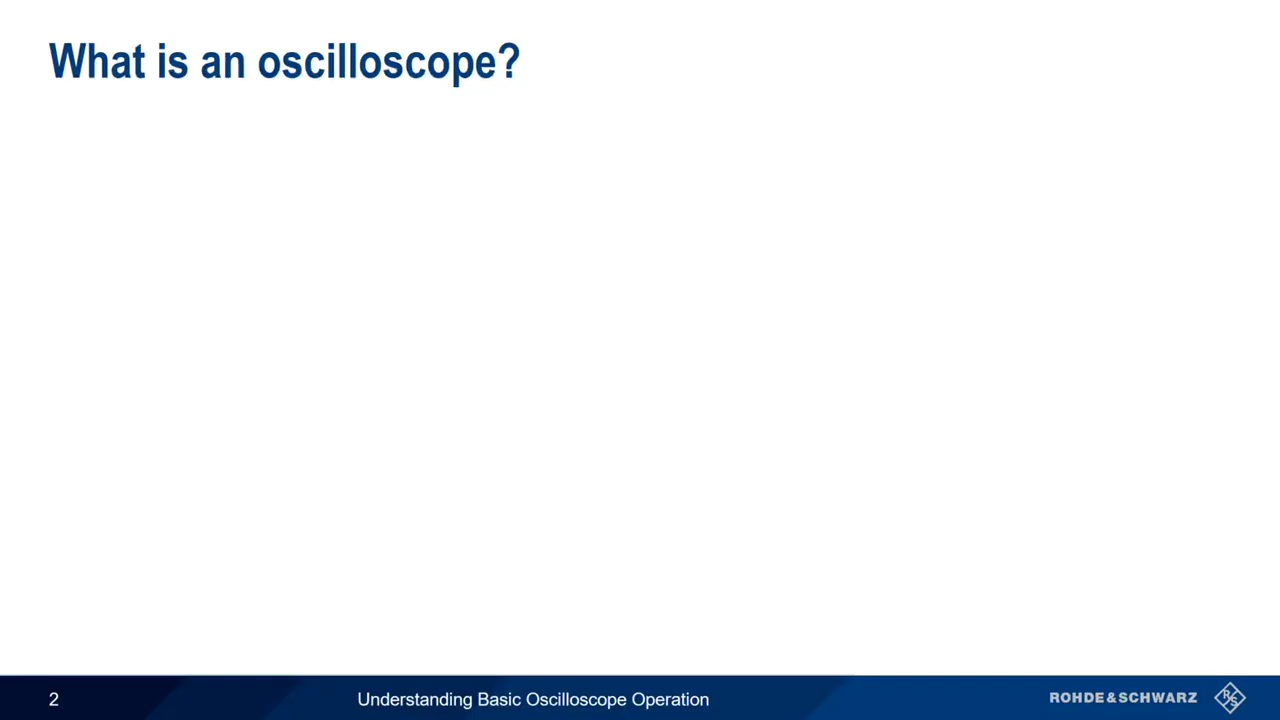 What is an oscilloscope?
2
Understanding Basic Oscilloscope Operation
ROHDE&SCHWARZ
R
S